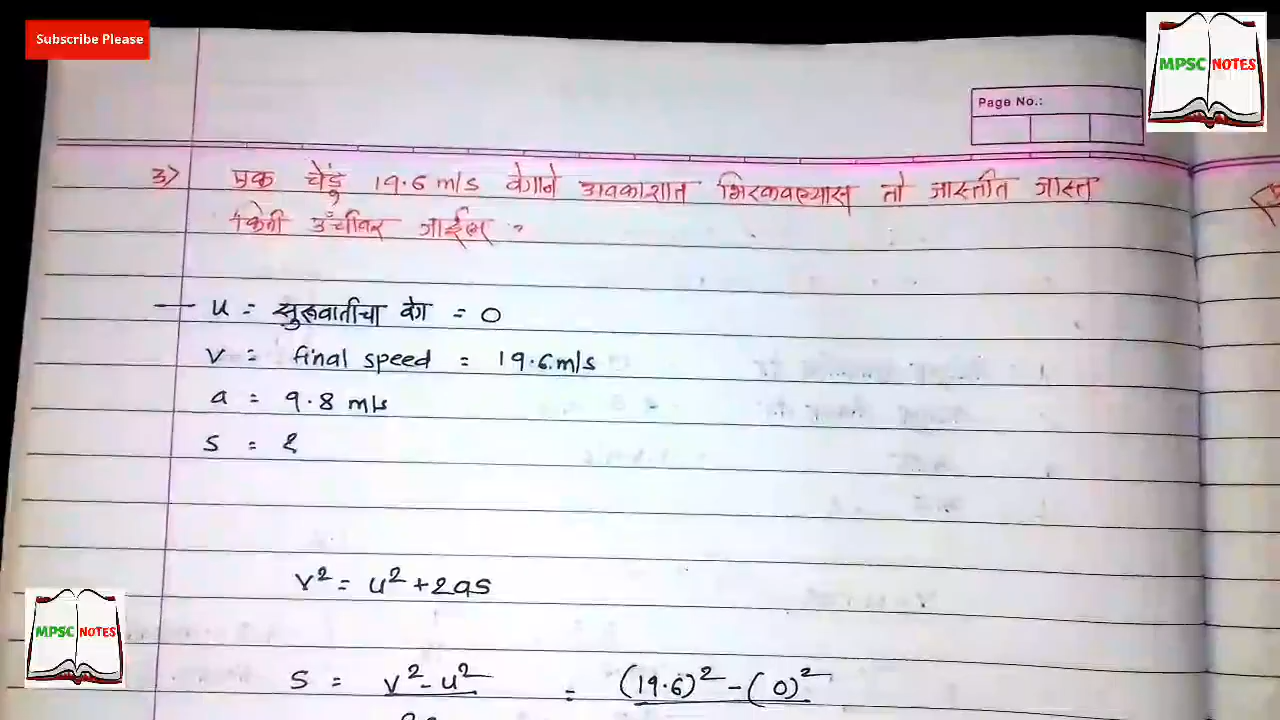 Subscribe Please
MPSC NOTES
Page No.:
3) एक चेंडू 19.6 m/s वेगाने अवकाशात भिरकवल्यास तो जास्तीत जास्त
किती उंचीवर जाईल ?
u = सुरुवातीचा वेग = 0
v = final speed = 19.6 m/s
a = 9.8 m/s
s = ?
v² = u² + 2as
MPSC NOTES
s = v² - u² = (19.6)² - (0)²